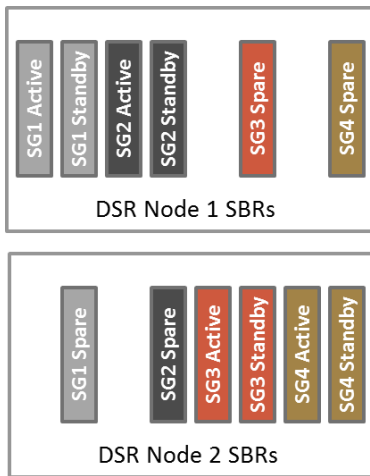 SG1 Active
SG1 Standby
SG2 Active
SG2 Standby
SG3 Spare
SG4 Spare
DSR Node 1 SBRs
SG1 Spare
SG2 Spare
SG3 Active
SG3 Standby
SG4 Active
SG4 Standby
DSR Node 2 SBRs